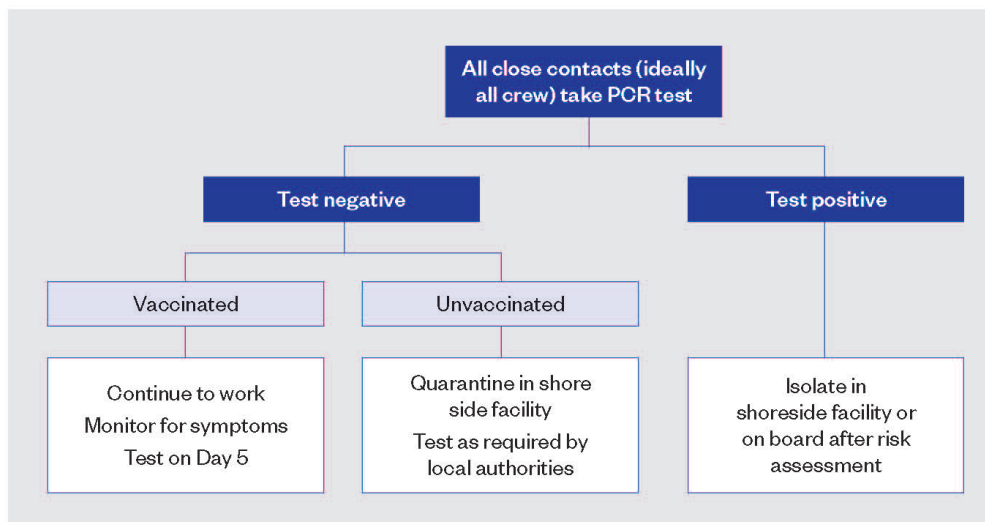 All close contacts (ideally
all crew) take PCR test
Test negative
Test positive
Vaccinated
Unvaccinated
Continue to work
Monitor for symptoms
Test on Day 5
Quarantine in shore
side facility
Test as required by
local authorities
Isolate in
shoreside facility or
on board after risk
assessment